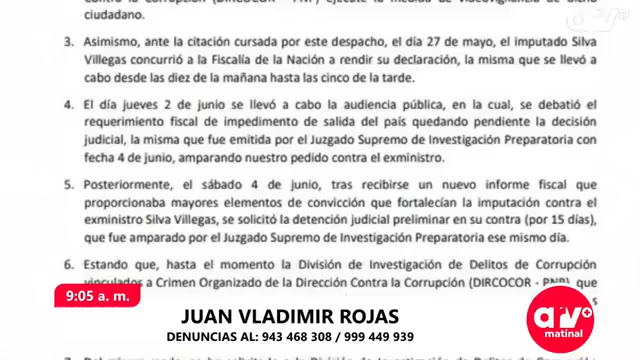 ciudadano.
3. Asimismo, ante la citación cursada por este despacho, el día 27 de mayo, el imputado Silva
Villegas concurrió a la Fiscalía de la Nación a rendir su declaración, la misma que se llevó a
cabo desde las diez de la mañana hasta las cinco de la tarde.
4. El día jueves 2 de junio se llevó a cabo la audiencia pública, en la cual, se debatió el
requerimiento fiscal de impedimento de salida del país quedando pendiente la decisión
judicial, la misma que fue emitida por el Juzgado Supremo de Investigación Preparatoria con
fecha 4 de junio, amparando nuestro pedido contra el exministro.
5. Posteriormente, el sábado 4 de junio, tras recibirse un nuevo informe fiscal que
proporcionaba mayores elementos de convicción que fortalecían la imputación contra el
exministro Silva Villegas, se solicitó la detención judicial preliminar en su contra (por 15 días),
que fue amparado por el Juzgado Supremo de Investigación Preparatoria ese mismo día.
6. Estando que, hasta el momento la División de Investigación de Delitos de Corrupción
vinculados a Crimen Organizado de la Dirección Contra la Corrupción (DIRCOCOR - PNP), que
9:05 a. m.
JUAN VLADIMIR ROJAS
DENUNCIAS AL: 943 468 308 / 999 449 939
matinal